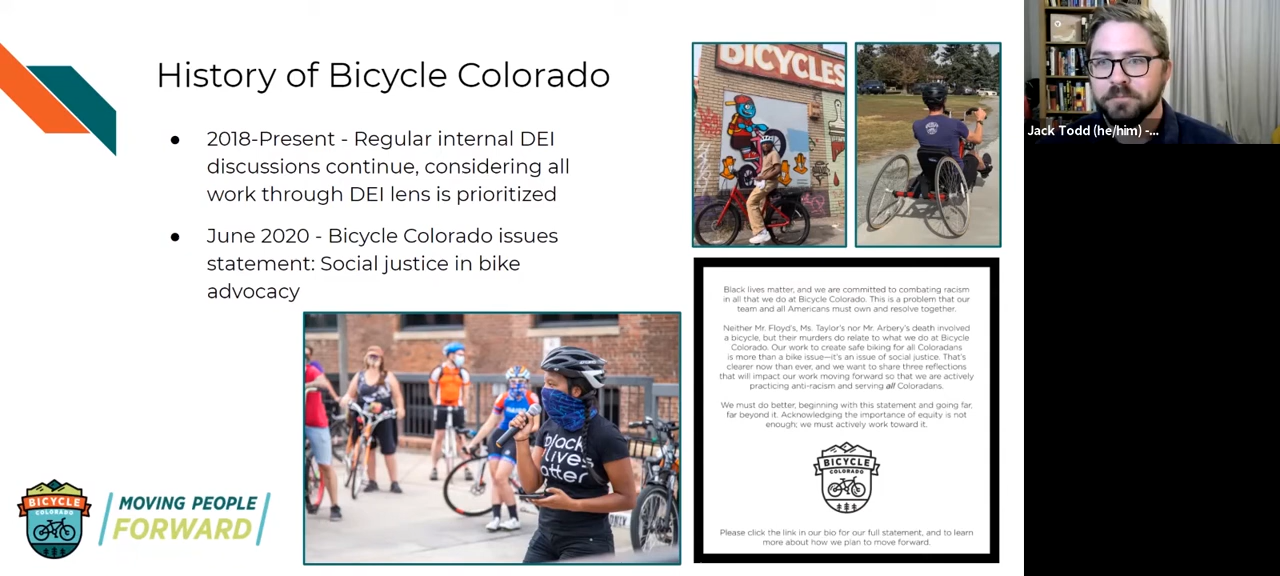 History of Bicycle Colorado
● 2018-Present - Regular internal DEI
discussions continue, considering all
work through DEI lens is prioritized
● June 2020 - Bicycle Colorado issues
statement: Social justice in bike
advocacy
BICYCLES
Jack Todd (he/him) -...
Black lives matter, and we are committed to combating racism
in all that we do at Bicycle Colorado. This is a problem that our
team and all Americans must own and resolve together.
Neither Mr. Floyd's, Ms. Taylor's nor Mr. Arbery's death involved
a bicycle, but their murders do relate to what we do at Bicycle
Colorado. Our work to create safe biking for all Coloradans
is more than a bike issue—it's an issue of social justice. That's
clearer now than ever, and we want to share three reflections
that will impact our work moving forward so that we are actively
practicing anti-racism and serving all Coloradans.
We must do better, beginning with this statement and going far,
far beyond it. Acknowledging the importance of equity is not
enough; we must actively work toward it.
BICYCLE
COLORADO
Please click the link in our bio for our full statement, and to learn
more about how we plan to move forward.
black
lives
atter
BICYCLE
COLORADO
MOVING PEOPLE
FORWARD